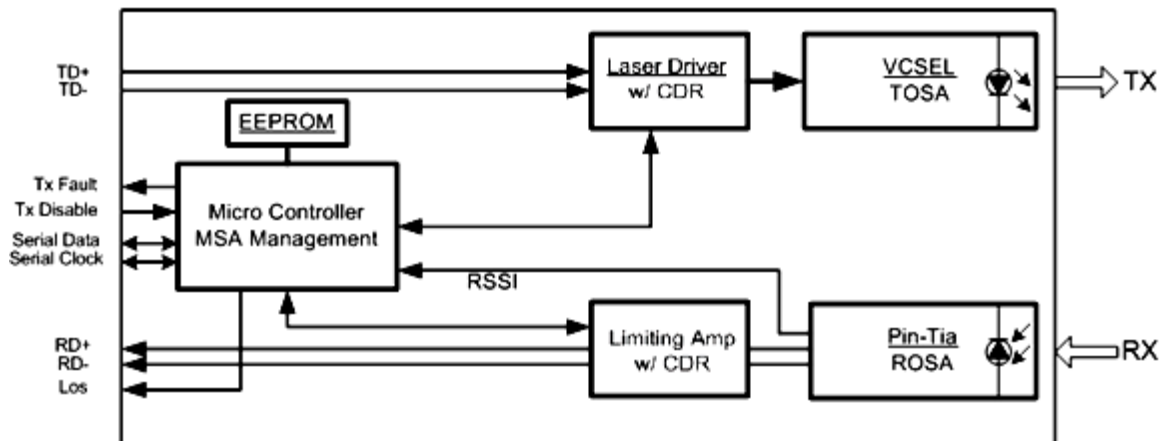 TD+
TD-
Laser Driver
w/ CDR
VCSEL
TOSA
TX
EEPROM
Tx Fault
Tx Disable
Serial Data
Serial Clock
Micro Controller
MSA Management
RSSI
RD+
RD-
Los
Limiting Amp
w/ CDR
Pin-Tia
ROSA
RX